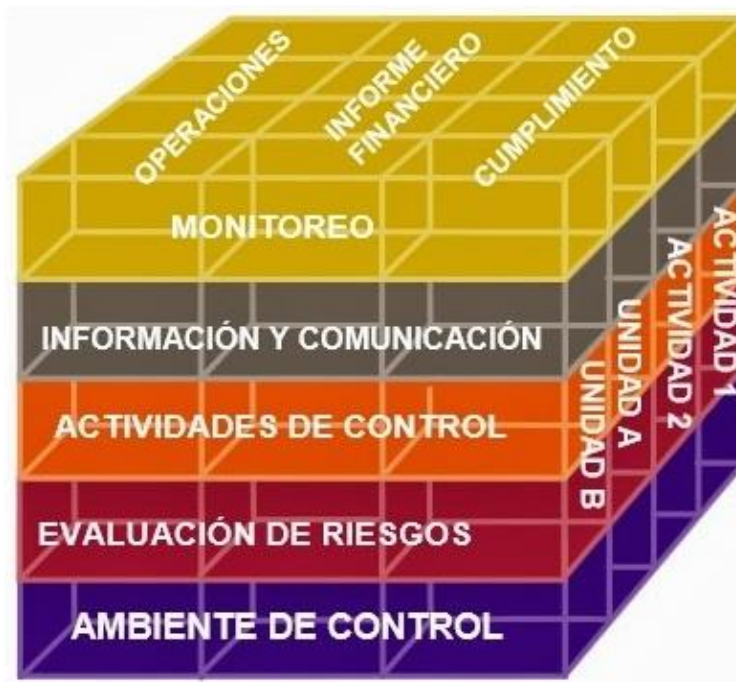 OPERACIONES
INFORME
FINANCIERO
CUMPLIMIENTO
MONITOREO
INFORMACIÓN Y COMUNICACIÓN
ACTIVIDADES DE CONTROL
EVALUACIÓN DE RIESGOS
AMBIENTE DE CONTROL
UNIDAD B
UNIDAD A
ACTIVIDAD 2
ACTIVIDAD 1